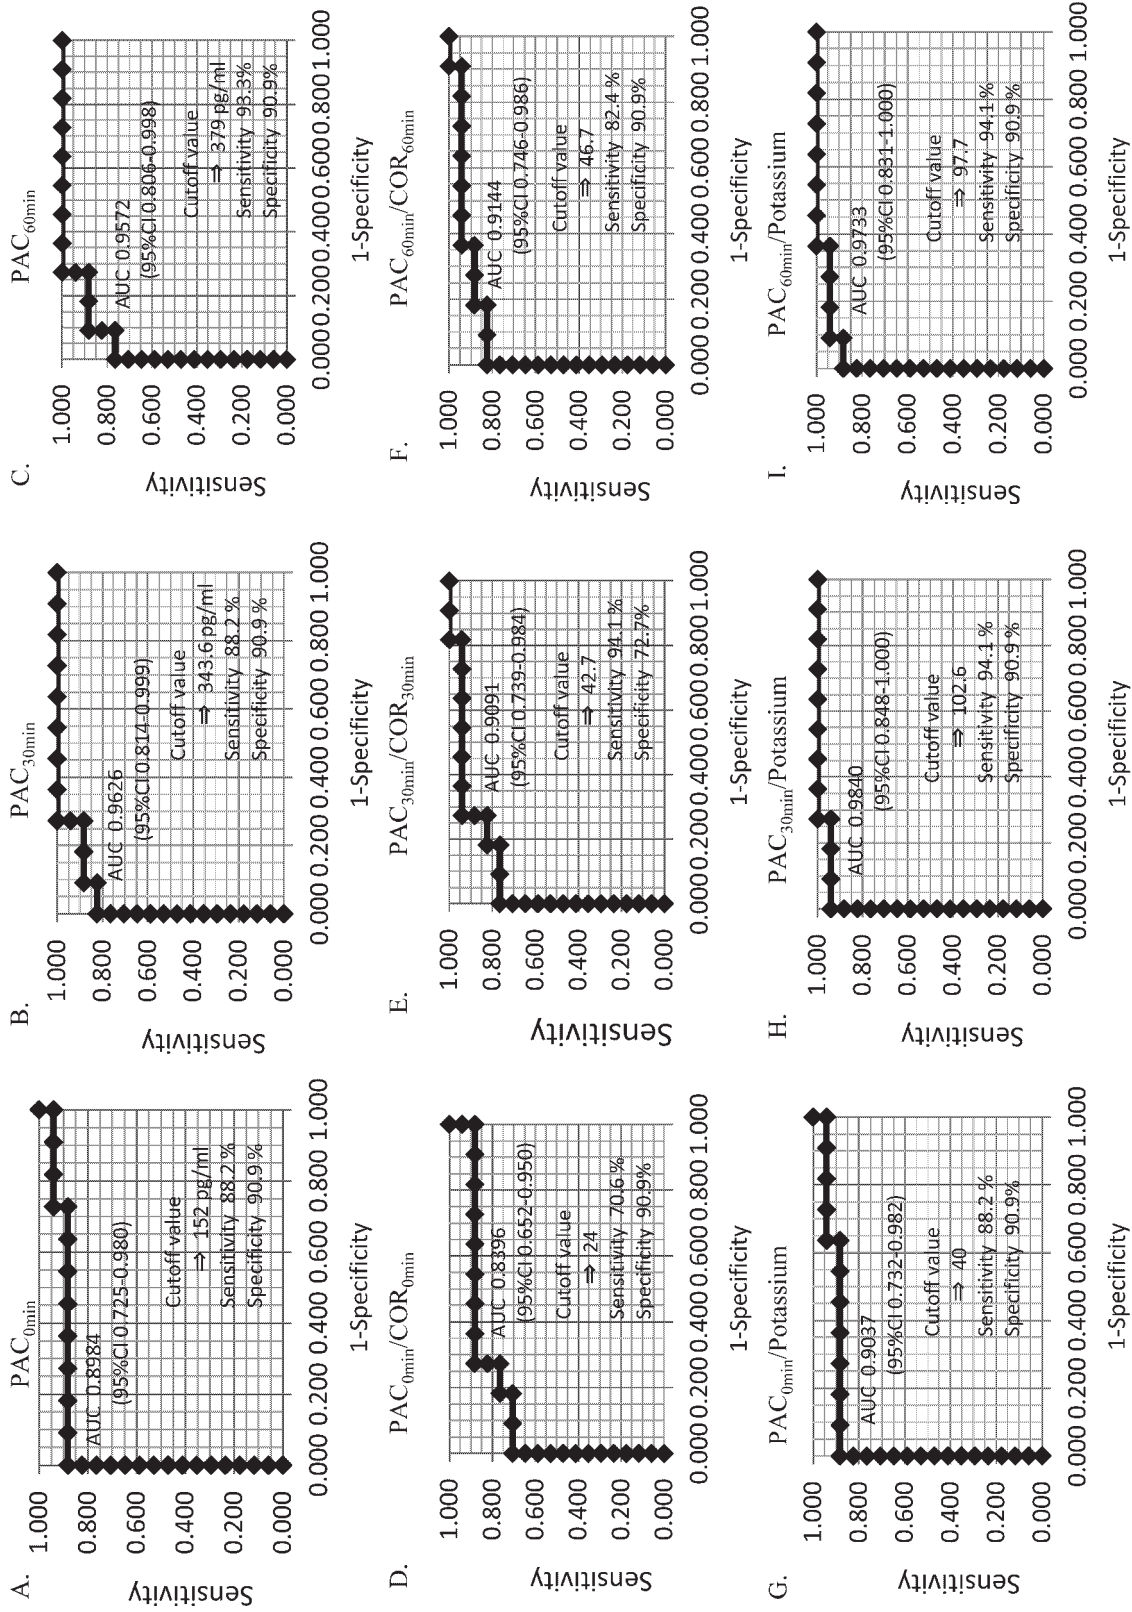 A.
PAC0min
1.000
0.800
0.600
0.400
0.200
0.000
Sensitivity
AUC 0.8984
(95%CI 0.725-0.980)
Cutoff value
⇒ 152 pg/ml
Sensitivity 88.2 %
Specificity 90.9 %
0.000 0.200 0.400 0.600 0.800 1.000
1-Specificity
B.
PAC30min
1.000
0.800
0.600
0.400
0.200
0.000
Sensitivity
AUC 0.9626
(95%CI 0.814-0.999)
Cutoff value
⇒ 343.6 pg/ml
Sensitivity 88.2 %
Specificity 90.9 %
0.000 0.200 0.400 0.600 0.800 1.000
1-Specificity
C.
PAC60min
1.000
0.800
0.600
0.400
0.200
0.000
Sensitivity
AUC 0.9572
(95%CI 0.806-0.998)
Cutoff value
⇒ 379 pg/ml
Sensitivity 93.3%
Specificity 90.9%
0.000 0.200 0.400 0.600 0.800 1.000
1-Specificity
D.
PAC0min/COR0min
1.000
0.800
0.600
0.400
0.200
0.000
Sensitivity
AUC 0.8396
(95%CI 0.652-0.950)
Cutoff value
⇒ 24
Sensitivity 70.6 %
Specificity 90.9%
0.000 0.200 0.400 0.600 0.800 1.000
1-Specificity
E.
PAC30min/COR30min
1.000
0.800
0.600
0.400
0.200
0.000
Sensitivity
AUC 0.9091
(95%CI 0.739-0.984)
Cutoff value
⇒ 42.7
Sensitivity 94.1 %
Specificity 72.7%
0.000 0.200 0.400 0.600 0.800 1.000
1-Specificity
F.
PAC60min/COR60min
1.000
0.800
0.600
0.400
0.200
0.000
Sensitivity
AUC 0.9144
(95%CI 0.746-0.986)
Cutoff value
⇒ 46.7
Sensitivity 82.4 %
Specificity 90.9%
0.000 0.200 0.400 0.600 0.800 1.000
1-Specificity
G.
PAC0min/Potassium
1.000
0.800
0.600
0.400
0.200
0.000
Sensitivity
AUC 0.9037
(95%CI 0.732-0.982)
Cutoff value
⇒ 40
Sensitivity 88.2 %
Specificity 90.9%
0.000 0.200 0.400 0.600 0.800 1.000
1-Specificity
H.
PAC30min/Potassium
1.000
0.800
0.600
0.400
0.200
0.000
Sensitivity
AUC 0.9840
(95%CI 0.848-1.000)
Cutoff value
⇒ 102.6
Sensitivity 94.1 %
Specificity 90.9 %
0.000 0.200 0.400 0.600 0.800 1.000
1-Specificity
I.
PAC60min/Potassium
1.000
0.800
0.600
0.400
0.200
0.000
Sensitivity
AUC 0.9733
(95%CI 0.831-1.000)
Cutoff value
⇒ 97.7
Sensitivity 94.1 %
Specificity 90.9 %
0.000 0.200 0.400 0.600 0.800 1.000
1-Specificity